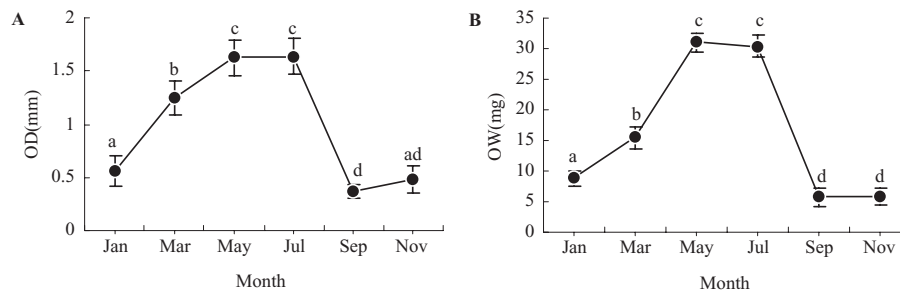 A
OD(mm)
2
1.5
1
0.5
0
a
b
c
c
d
ad
Jan Mar May Jul Sep Nov
Month
B
OW(mg)
35
30
25
20
15
10
5
0
a
b
c
c
d
d
Jan Mar May Jul Sep Nov
Month